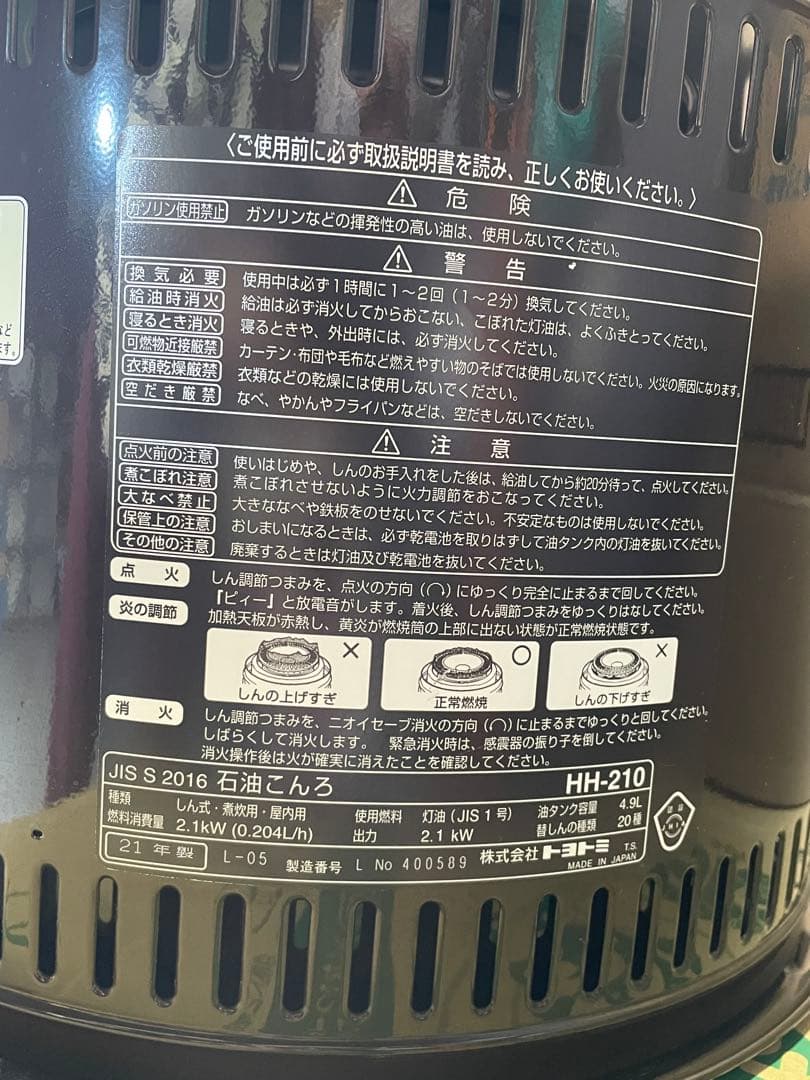 〈ご使用前に必ず取扱説明書を読み、正しくお使いください。〉
危 険
ガソリン使用禁止 ガソリンなどの揮発性の高い油は、使用しないでください。
警 告
換気必要 使用中は必ず1時間に1～2回（1～2分）換気してください。
給油時消火 給油は必ず消火してからおこない、こぼれた灯油は、よくふきとってください。
寝るとき消火 寝るときや、外出時には、必ず消火してください。
可燃物近接厳禁 カーテン・布団や毛布など燃えやすい物のそばでは使用しないでください。火災の原因になります。
衣類乾燥厳禁 衣類などの乾燥には使用しないでください。
空だき厳禁 なべ、やかんやフライパンなどは、空だきしないでください。
注 意
点火前の注意 使いはじめや、しんのお手入れをした後は、給油してから約20分待って、点火してください。
煮こぼれ注意 煮こぼれさせないように火力調節をおこなってください。
大なべ禁止 大きななべや鉄板をのせないでください。不安定なものは使用しないでください。
保管上の注意 おしまいになるときは、必ず乾電池を取りはずして油タンク内の灯油を抜いてください。
その他の注意 廃棄するときは灯油及び乾電池を抜いてください。
点 火 しん調節つまみを、点火の方向（⌒）にゆっくり完全に止まるまで回してください。
「ピィー」と放電音がします。着火後、しん調節つまみをゆっくりはなしてください。
炎の調節 加熱天板が赤熱し、黄炎が燃焼筒の上部に出ない状態が正常燃焼状態です。
× ○ ×
しんの上げすぎ 正常燃焼 しんの下げすぎ
消 火 しん調節つまみを、ニオイセーブ消火の方向（⌒）に止まるまでゆっくりと回してください。
しばらくして消火します。 緊急消火時は、感震器の振り子を倒してください。
消火操作後は火が確実に消えたことを確認してください。
JIS S 2016 石油こんろ HH-210
種類 しん式・煮炊用・屋内用 使用燃料 灯油（JIS 1号） 油タンク容量 4.9L
燃料消費量 2.1kW (0.204L/h) 出力 2.1 kW 替しんの種類 20種
21年製 L-05 製造番号 L No 400589 株式会社トヨトミ T.S.
MADE IN JAPAN
など
ます。